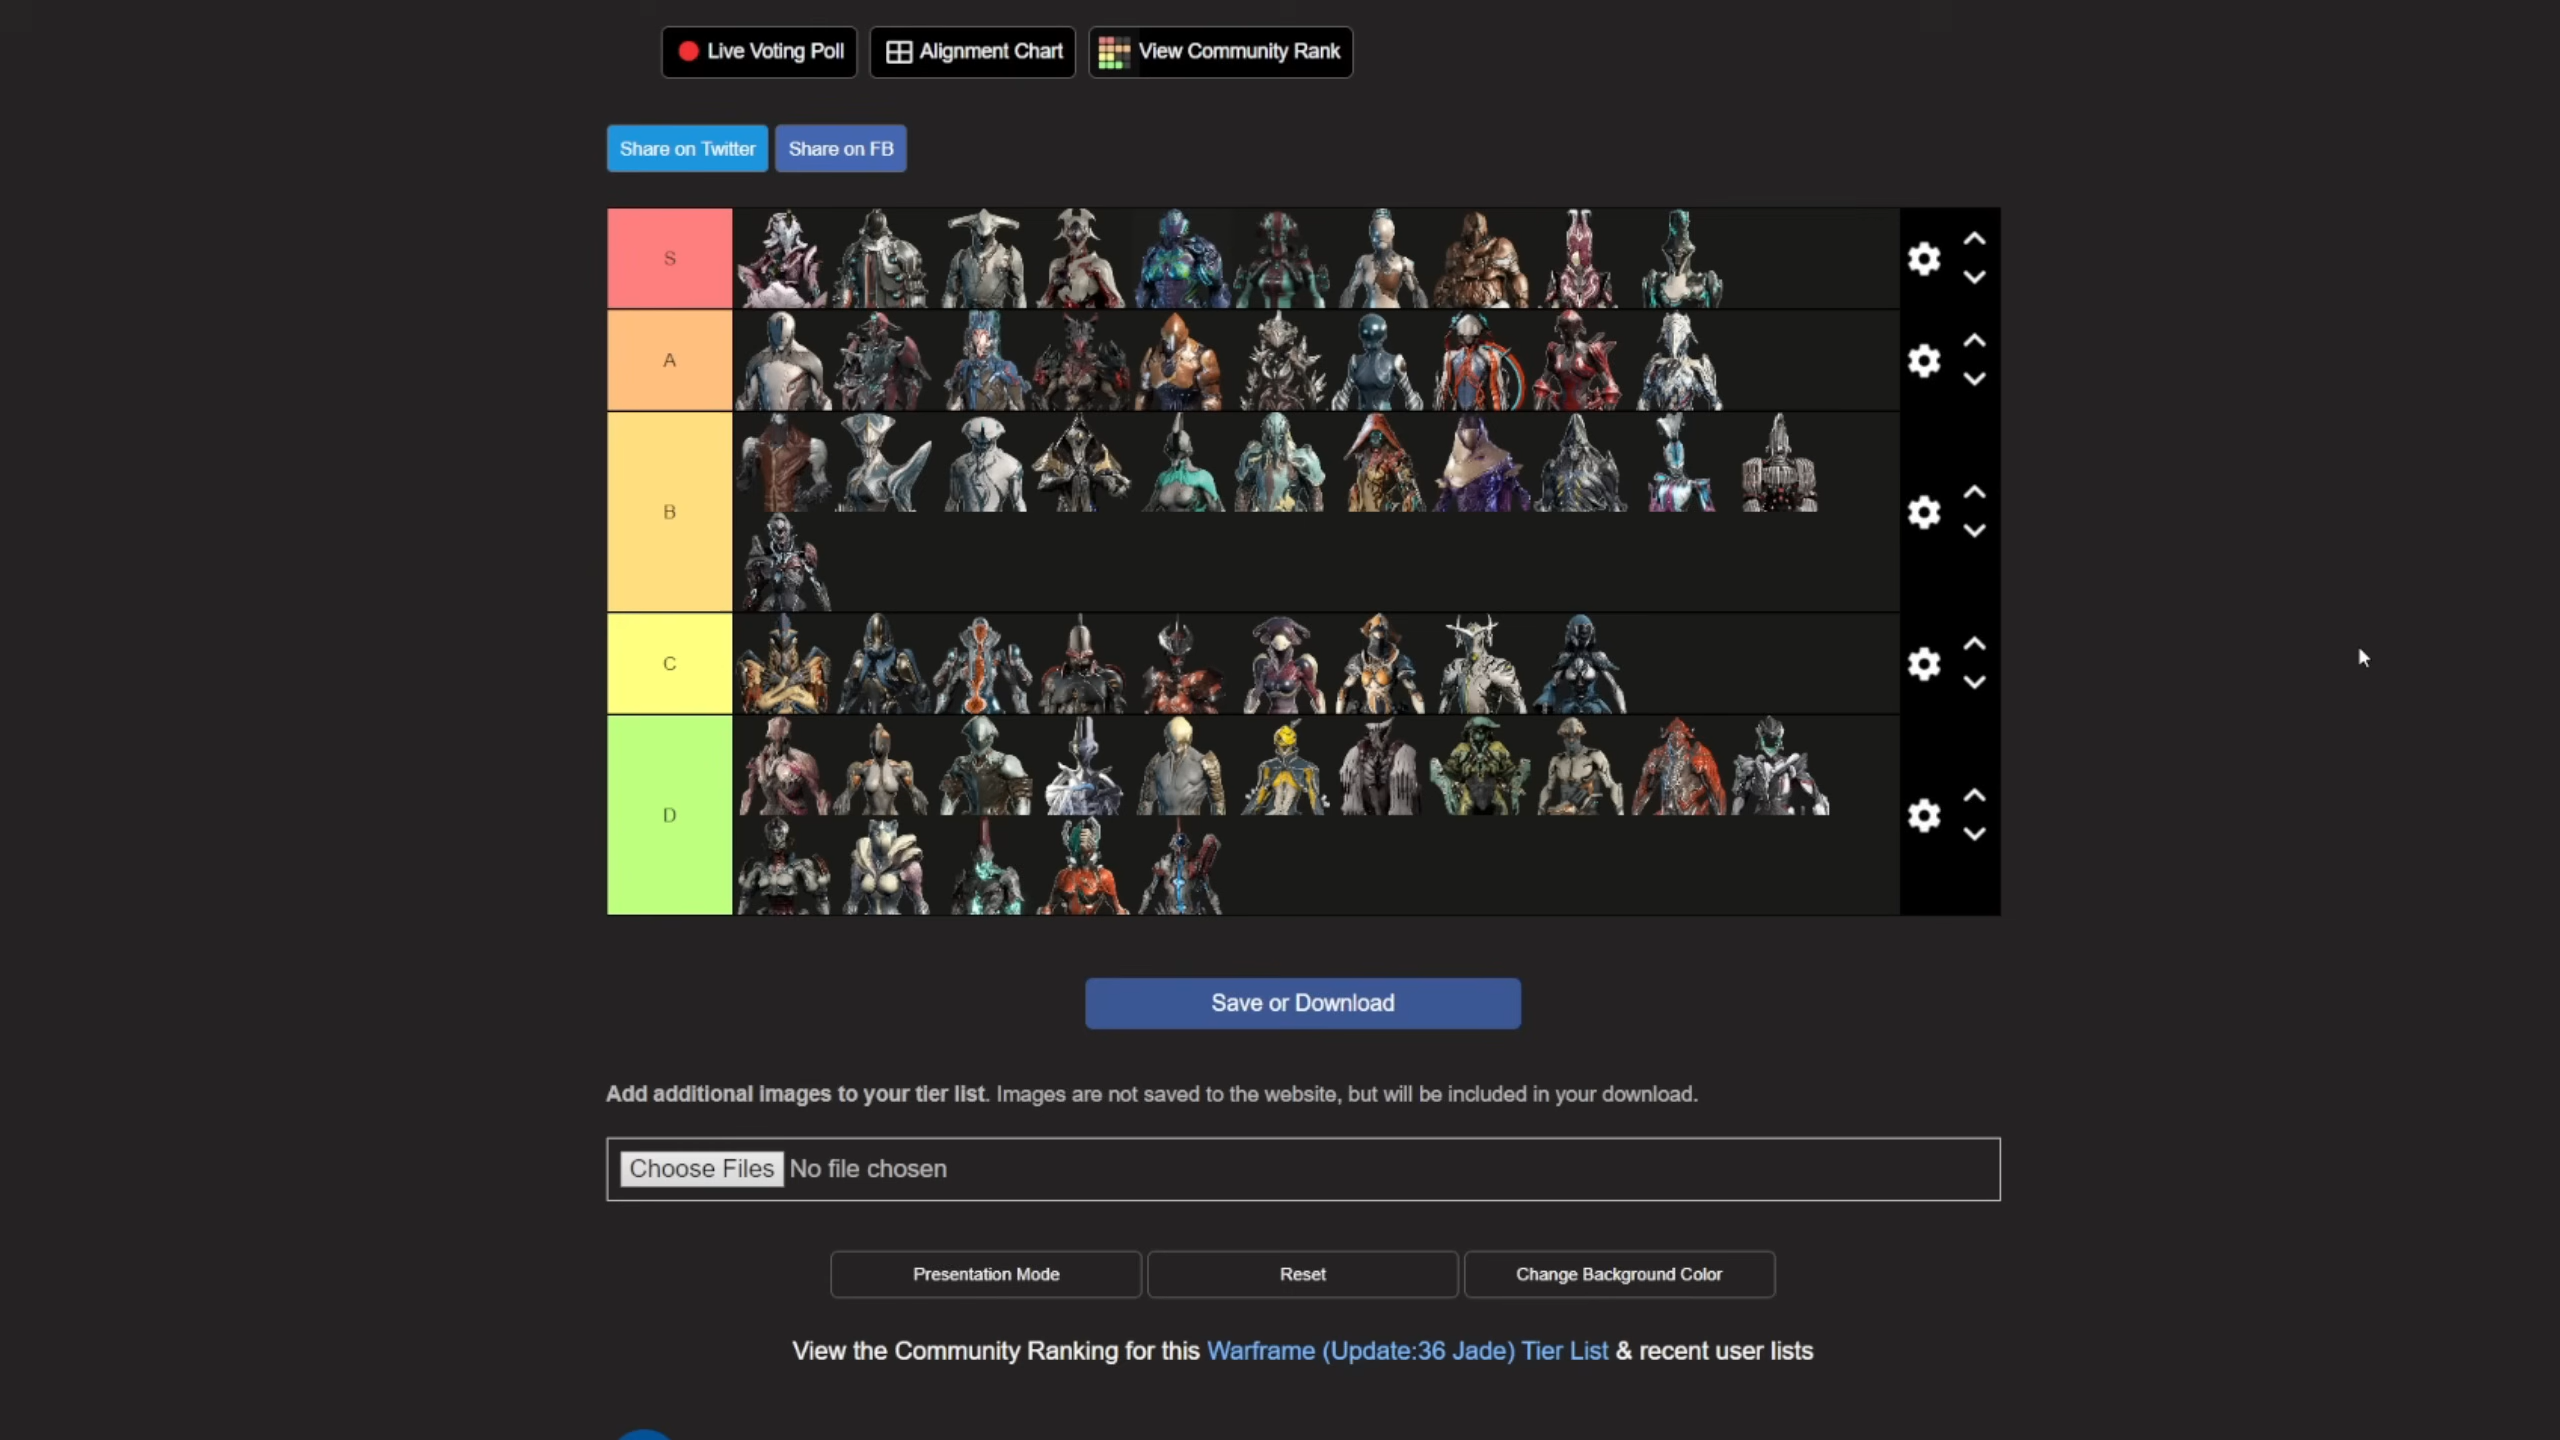 Live Voting Poll
Alignment Chart
View Community Rank
Share on Twitter
Share on FB
S
A
B
C
D
Save or Download
Add additional images to your tier list. Images are not saved to the website, but will be included in your download.
Choose Files No file chosen
Presentation Mode
Reset
Change Background Color
View the Community Ranking for this Warframe (Update:36 Jade) Tier List & recent user lists